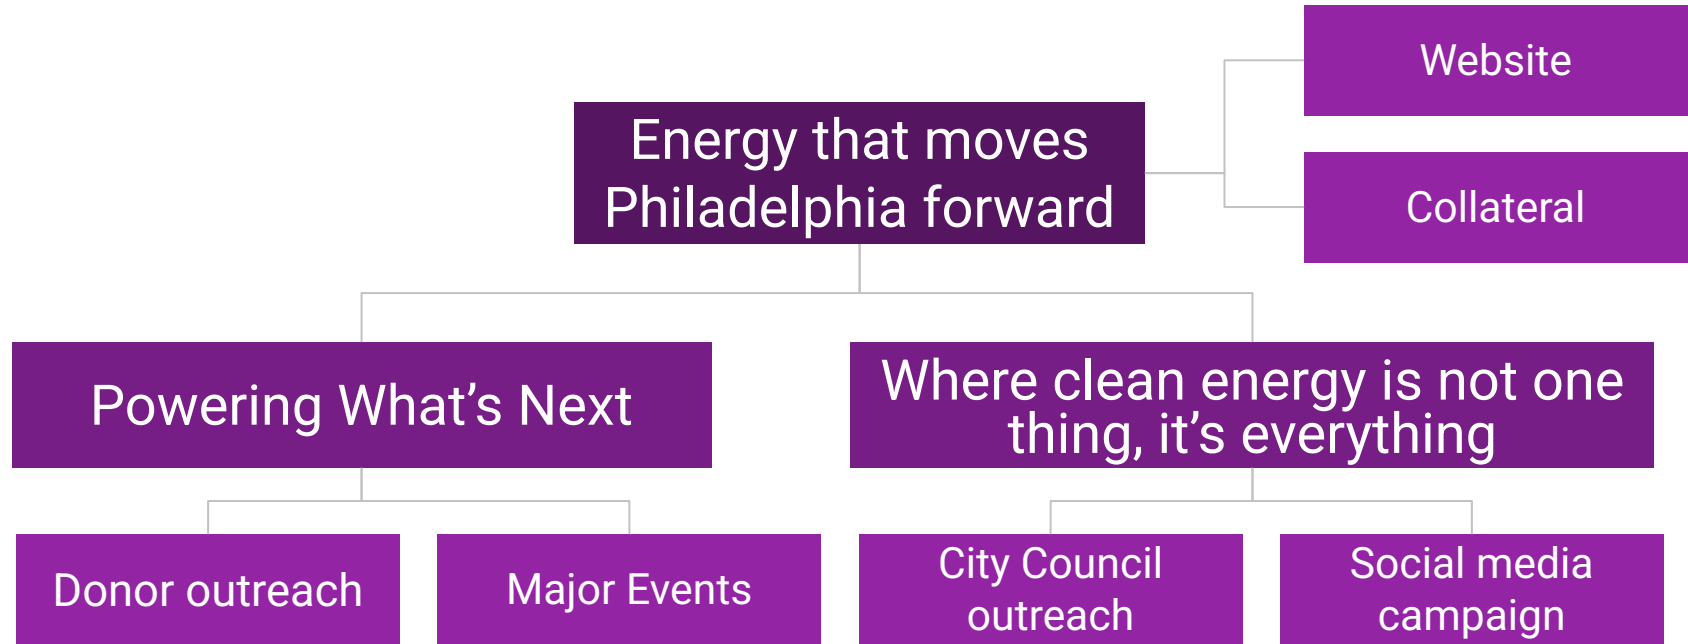 Website
Energy that moves
Philadelphia forward
Collateral
Powering What’s Next
Where clean energy is not one
thing, it’s everything
Donor outreach
Major Events
City Council
outreach
Social media
campaign